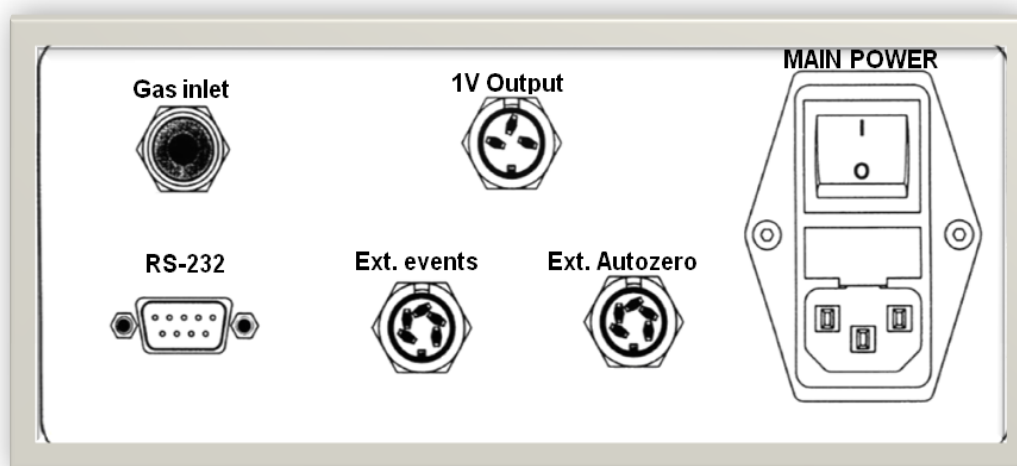 MAIN POWER
Gas inlet
1V Output
I
O
RS-232
Ext. events
Ext. Autozero